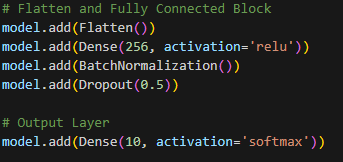 # Flatten and Fully Connected Block
model.add(Flatten())
model.add(Dense(256, activation='relu'))
model.add(BatchNormalization())
model.add(Dropout(0.5))

# Output Layer
model.add(Dense(10, activation='softmax'))